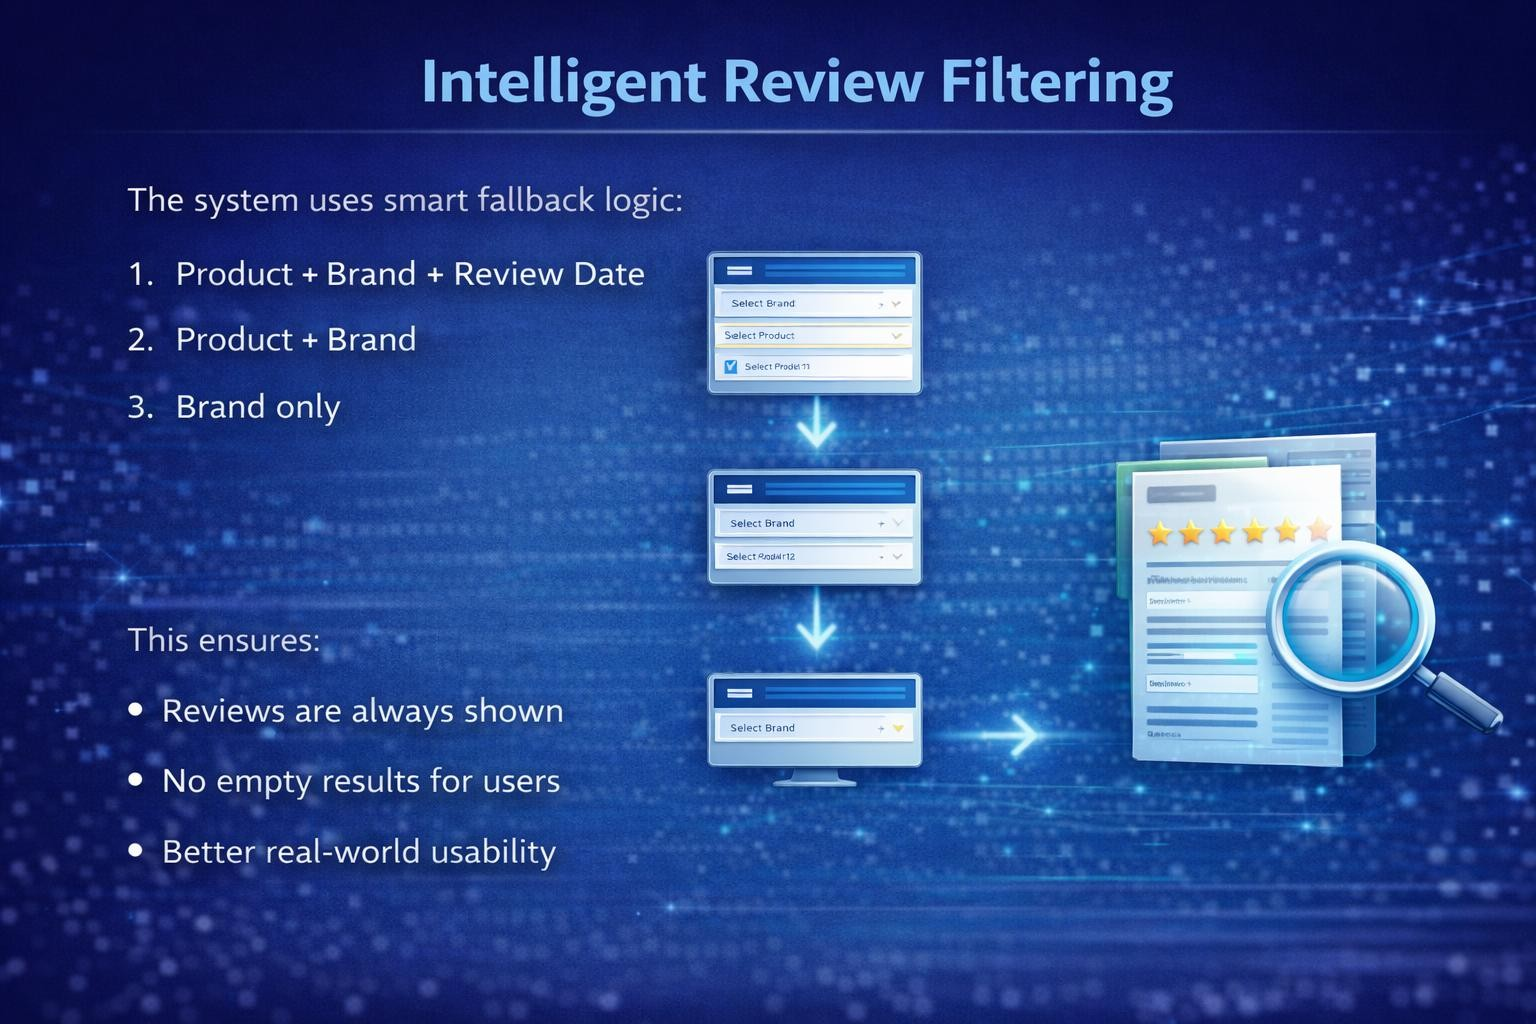 Intelligent Review Filtering
The system uses smart fallback logic:
1. Product + Brand + Review Date
2. Product + Brand
3. Brand only
This ensures:
• Reviews are always shown
• No empty results for users
• Better real-world usability
Select Brand
Select Product
Select
Select Brand
Select
Select Brand